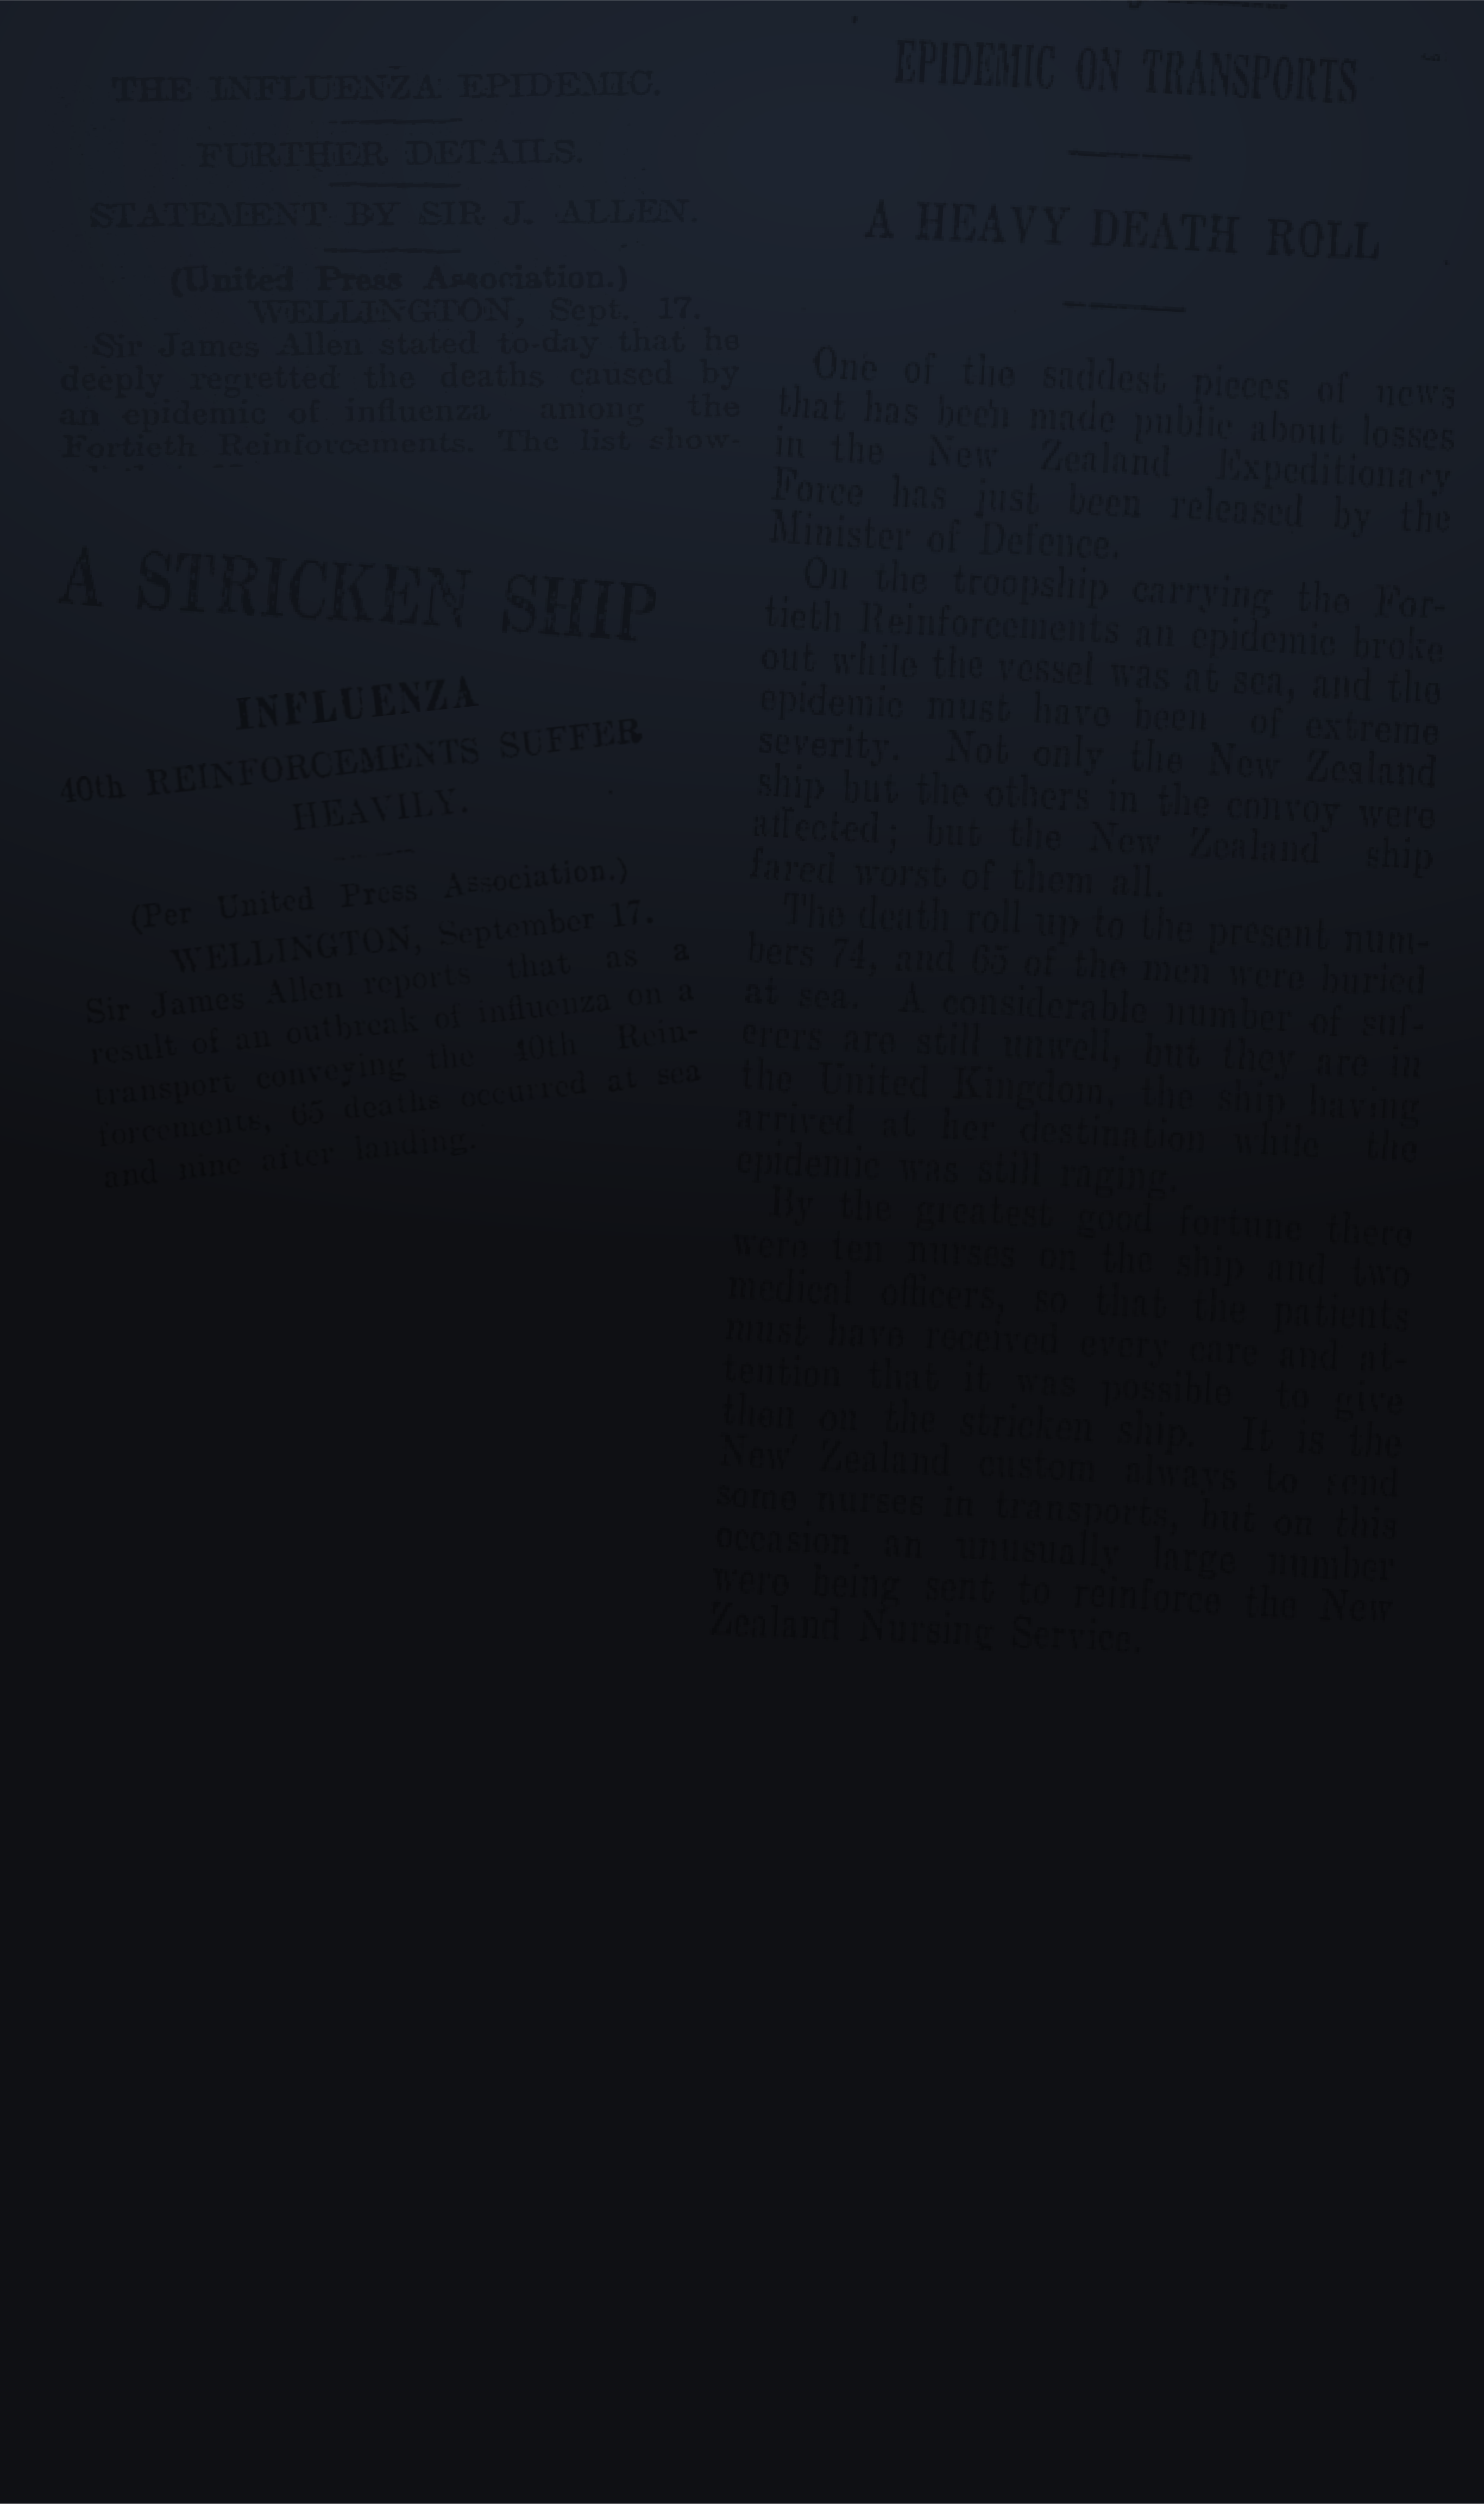 THE INFLUENZA EPIDEMIC.
FURTHER DETAILS.
STATEMENT BY SIR J. ALLEN.
(United Press Association.)
WELLINGTON, Sept. 17.
Sir James Allen stated to-day that he
deeply regretted the deaths caused by
an epidemic of influenza among the
Fortieth Reinforcements. The list show-
A STRICKEN SHIP
INFLUENZA
40th REINFORCEMENTS SUFFER
HEAVILY.
(Per United Press Association.)
WELLINGTON, September 17.
Sir James Allen reports that as a
result of an outbreak of influenza on a
transport conveying the 40th Rein-
forcements, 65 deaths occurred at sea
and nine after landing.
EPIDEMIC ON TRANSPORTS
A HEAVY DEATH ROLL
One of the saddest pieces of news
that has been made public about losses
in the New Zealand Expeditionary
Force has just been released by the
Minister of Defence.
On the troopship carrying the For-
tieth Reinforcements an epidemic broke
out while the vessel was at sea, and the
epidemic must have been of extreme
severity. Not only the New Zealand
ship but the others in the convoy were
affected; but the New Zealand ship
fared worst of them all.
The death roll up to the present num-
bers 74, and 65 of the men were buried
at sea. A considerable number of suf-
erers are still unwell, but they are in
the United Kingdom, the ship having
arrived at her destination while the
epidemic was still raging.
By the greatest good fortune there
were ten nurses on the ship and two
medical officers, so that the patients
must have received every care and at-
tention that it was possible to give
then on the stricken ship. It is the
New Zealand custom always to send
some nurses in transports, but on this
occasion an unusually large number
were being sent to reinforce the New
Zealand Nursing Service.